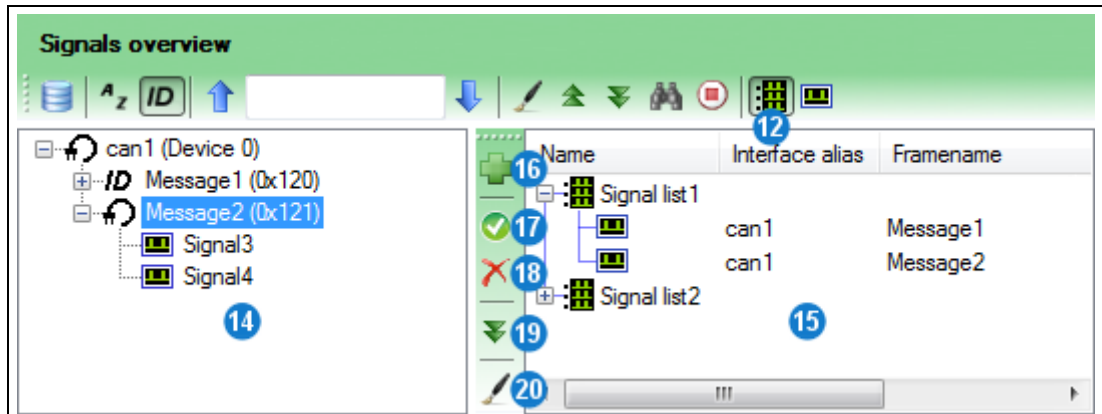 Signals overview
A Z ID
12
can1 (Device 0)
ID Message1 (0x120)
Message2 (0x121)
Signal3
Signal4
14
16
17
18
19
20
Name Interface alias Framename
Signal list1
can1 Message1
can1 Message2
Signal list2
15